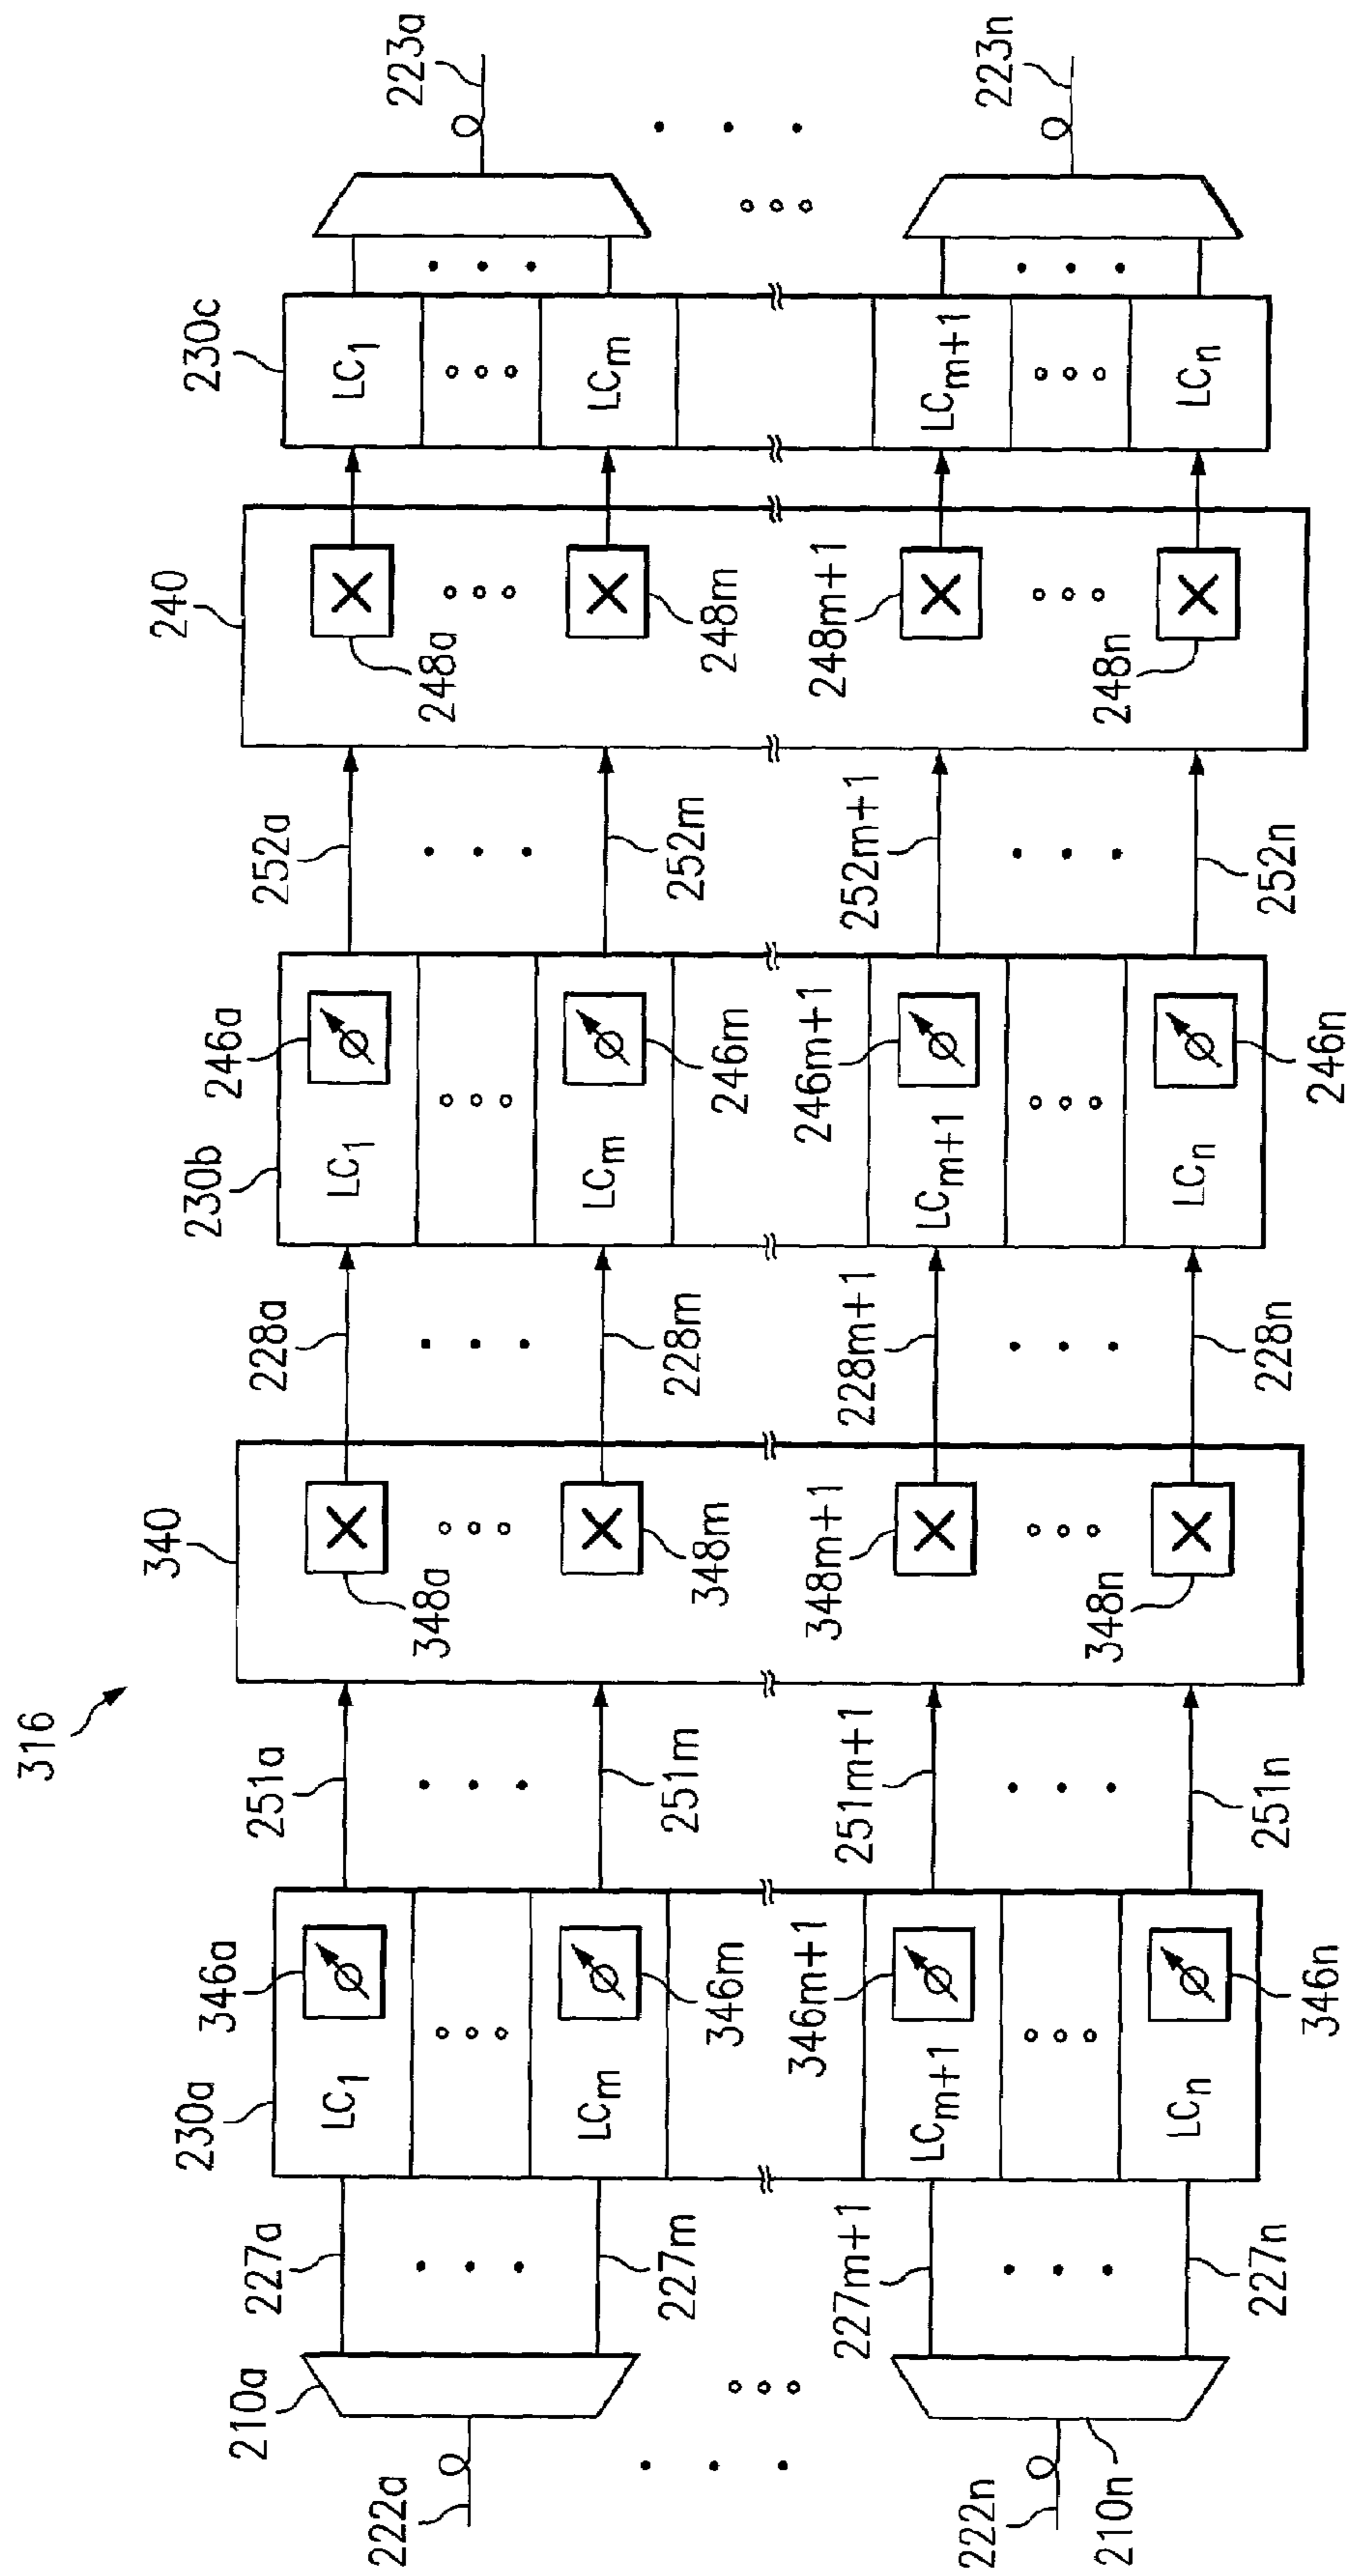 316
222a
210a
227a
227m
222n
210n
227m+1
227n
230a
LC1
346a
LCm
346m
LCm+1
346m+1
LCn
346n
251a
251m
251m+1
251n
340
348a
348m
348m+1
348n
228a
228m
228m+1
228n
230b
LC1
246a
LCm
246m
LCm+1
246m+1
LCn
246n
252a
252m
252m+1
252n
240
248a
248m
248m+1
248n
230c
LC1
LCm
LCm+1
LCn
223a
223n